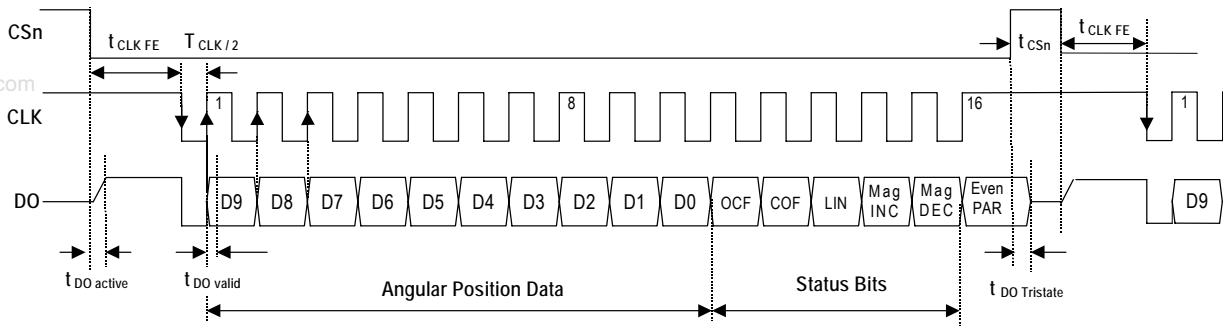 CSn
t CLK FE
T CLK / 2
t CSn
t CLK FE
com
CLK
1
8
16
1
DO
D9
D8
D7
D6
D5
D4
D3
D2
D1
D0
OCF
COF
LIN
Mag
INC
Mag
DEC
Even
PAR
D9
t DO active
t DO valid
Angular Position Data
Status Bits
t DO Tristate